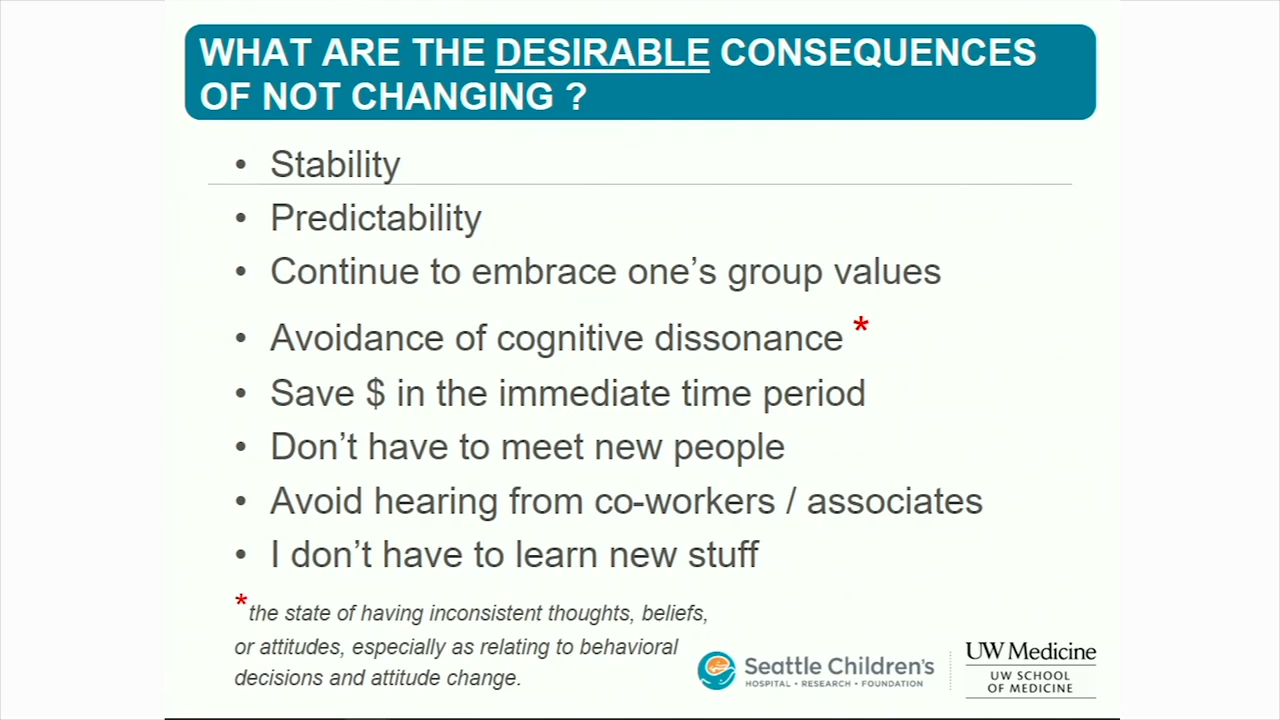 WHAT ARE THE DESIRABLE CONSEQUENCES
OF NOT CHANGING ?
• Stability
• Predictability
• Continue to embrace one’s group values
• Avoidance of cognitive dissonance *
• Save $ in the immediate time period
• Don’t have to meet new people
• Avoid hearing from co-workers / associates
• I don’t have to learn new stuff
*the state of having inconsistent thoughts, beliefs,
or attitudes, especially as relating to behavioral
decisions and attitude change.
Seattle Children’s
HOSPITAL • RESEARCH • FOUNDATION
UW Medicine
UW SCHOOL
OF MEDICINE